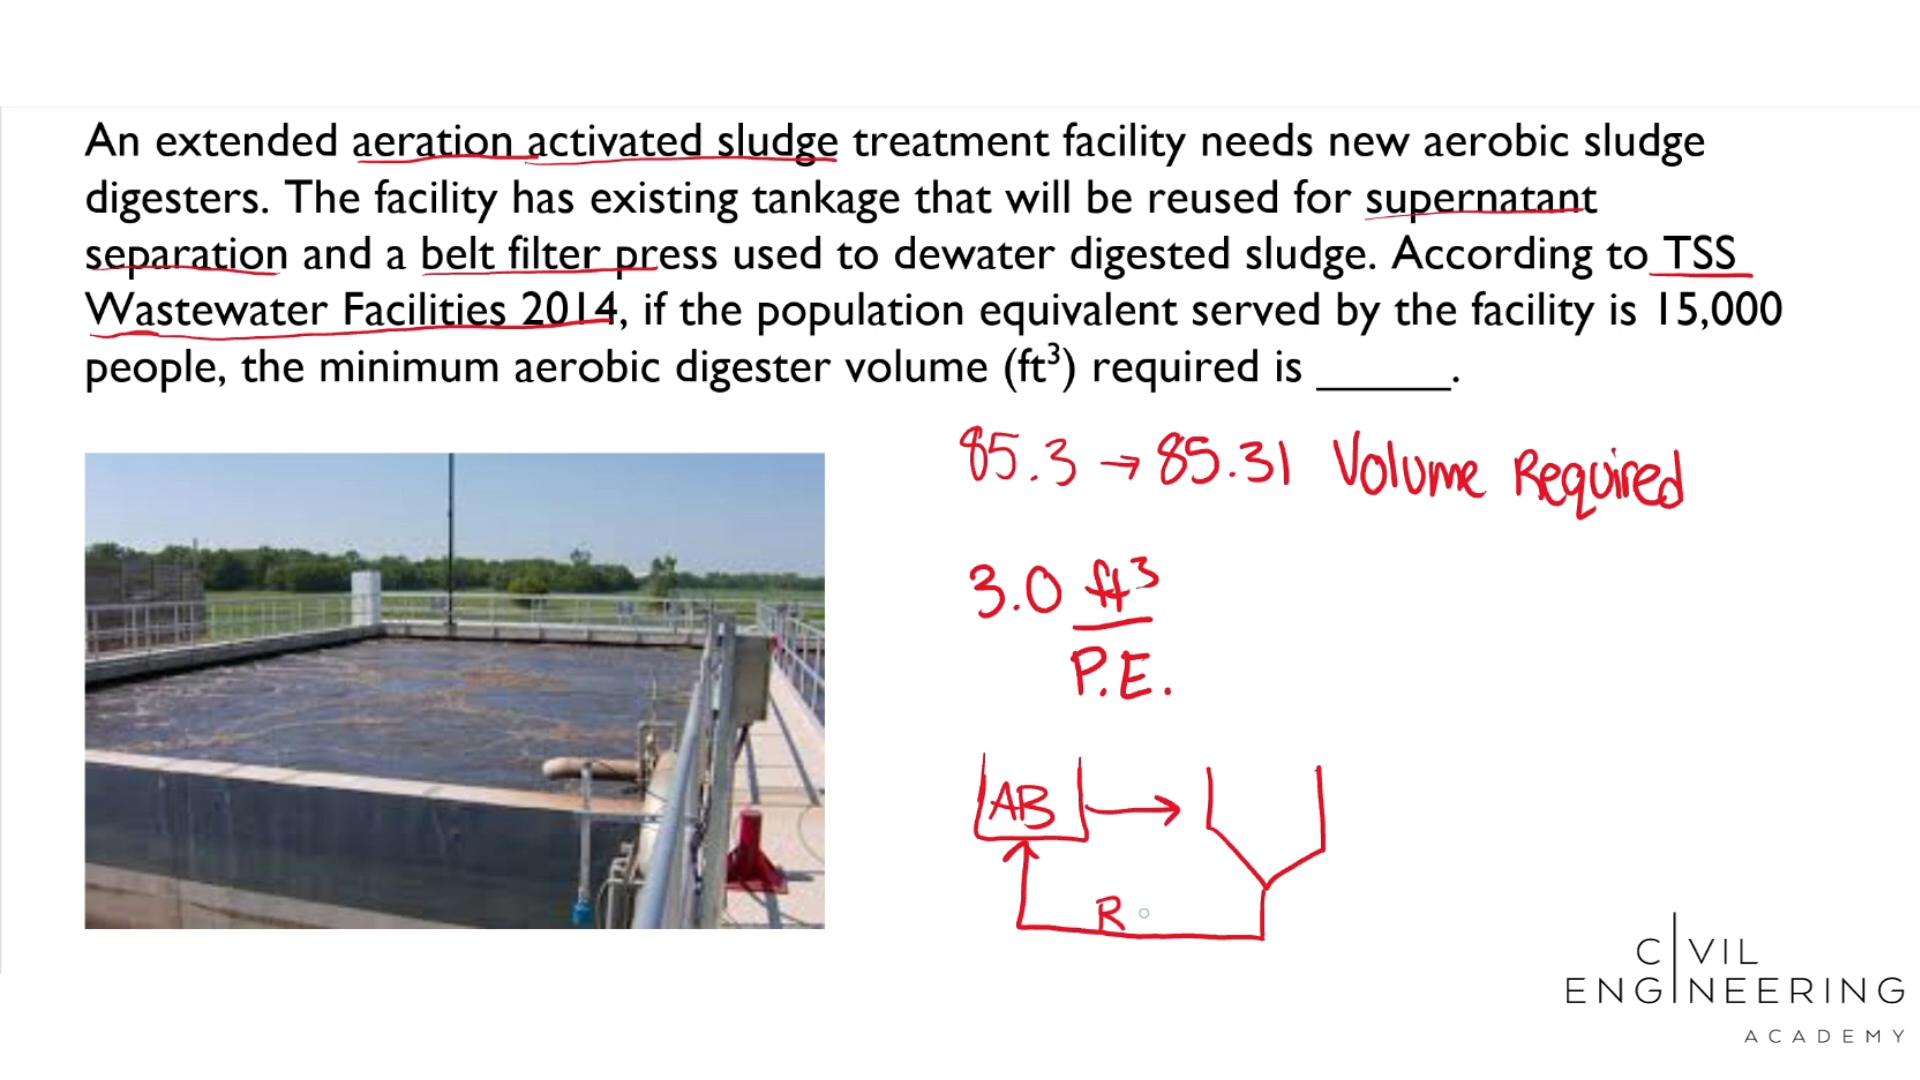 An extended aeration activated sludge treatment facility needs new aerobic sludge
digesters. The facility has existing tankage that will be reused for supernatant
separation and a belt filter press used to dewater digested sludge. According to TSS
Wastewater Facilities 2014, if the population equivalent served by the facility is 15,000
people, the minimum aerobic digester volume (ft³) required is ______.
85.3 → 85.31 Volume Required
3.0 ft³
P.E.
AB
R
CIVIL
ENGINEERING
ACADEMY